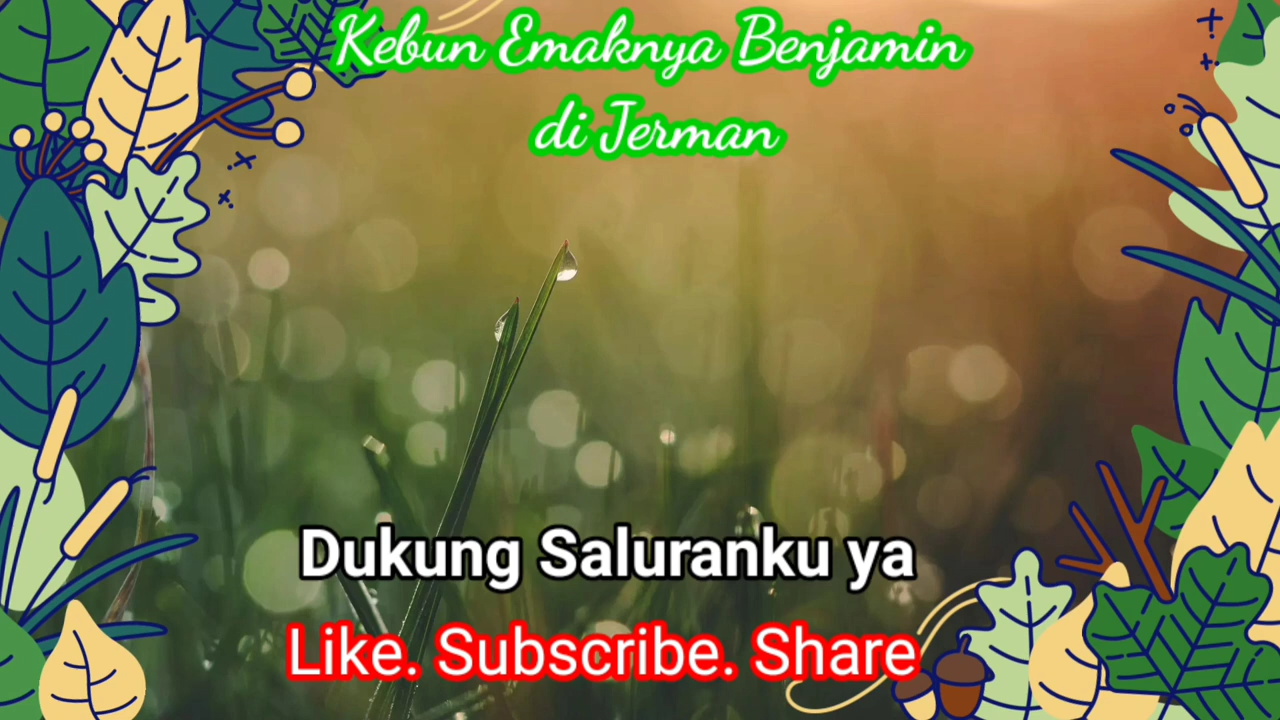 Kebun Emaknya Benjamin
di Jerman
Dukung Saluranku ya
Like. Subscribe. Share